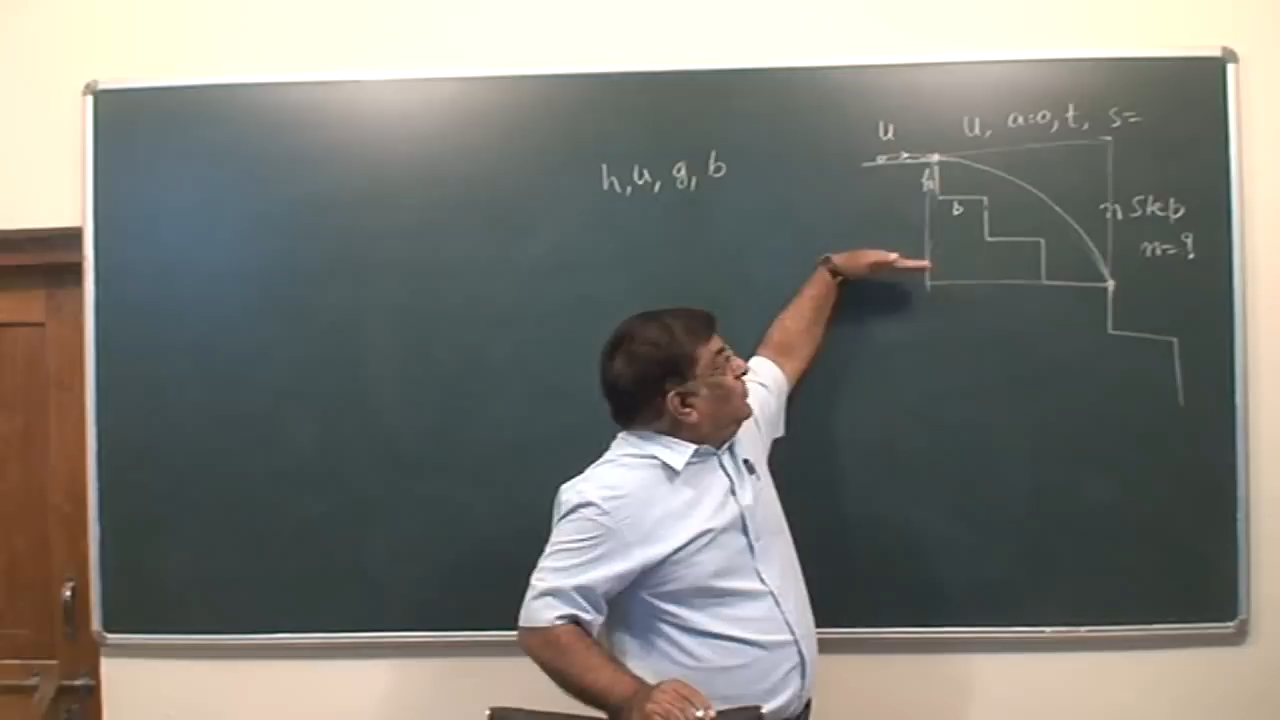 u
u, a=0, t, s=
h, u, g, b
h
b
n step
n=?